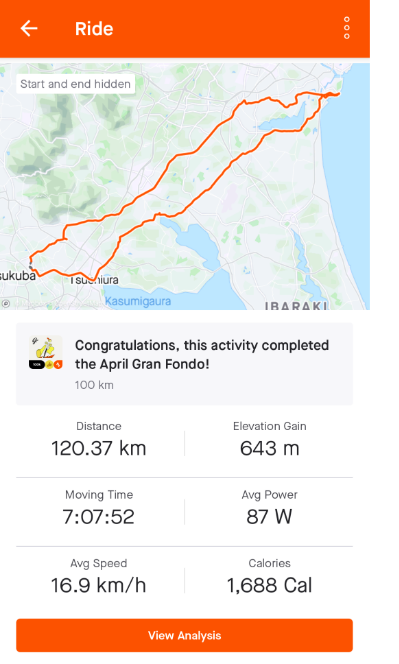 Ride
Start and end hidden
sukuba
Tsuchiura
Kasumigaura
IBARAKI
Congratulations, this activity completed
the April Gran Fondo!
100 km
Distance
Elevation Gain
120.37 km
643 m
Moving Time
Avg Power
7:07:52
87 W
Avg Speed
Calories
16.9 km/h
1,688 Cal
View Analysis